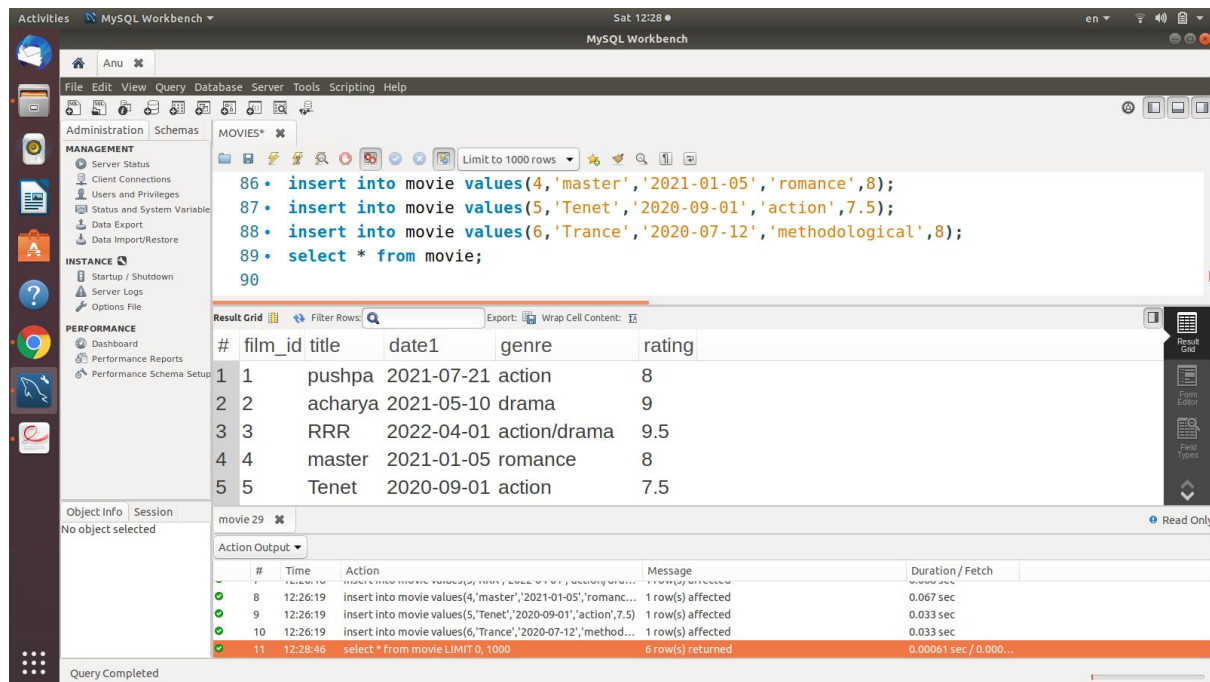 Activities MySQL Workbench Sat 12:28 en
MySQL Workbench
Anu
File Edit View Query Database Server Tools Scripting Help
Administration Schemas
MANAGEMENT
Server Status
Client Connections
Users and Privileges
Status and System Variable
Data Export
Data Import/Restore
INSTANCE
Startup / Shutdown
Server Logs
Options File
PERFORMANCE
Dashboard
Performance Reports
Performance Schema Setup
Object Info Session
No object selected
MOVIES*
Limit to 1000 rows
86 insert into movie values(4,'master','2021-01-05','romance',8);
87 insert into movie values(5,'Tenet','2020-09-01','action',7.5);
88 insert into movie values(6,'Trance','2020-07-12','methodological',8);
89 select * from movie;
90
Result Grid Filter Rows: Export: Wrap Cell Content:
# film_id title date1 genre rating
1 1 pushpa 2021-07-21 action 8
2 2 acharya 2021-05-10 drama 9
3 3 RRR 2022-04-01 action/drama 9.5
4 4 master 2021-01-05 romance 8
5 5 Tenet 2020-09-01 action 7.5
Result Grid
Form Editor
Field Types
movie 29 Read Only
Action Output
# Time Action Message Duration / Fetch
8 12:26:19 insert into movie values(4,'master','2021-01-05','romanc... 1 row(s) affected 0.067 sec
9 12:26:19 insert into movie values(5,'Tenet','2020-09-01','action',7.5) 1 row(s) affected 0.033 sec
10 12:26:19 insert into movie values(6,'Trance','2020-07-12','method... 1 row(s) affected 0.033 sec
11 12:28:46 select * from movie LIMIT 0, 1000 6 row(s) returned 0.00061 sec / 0.000...
Query Completed